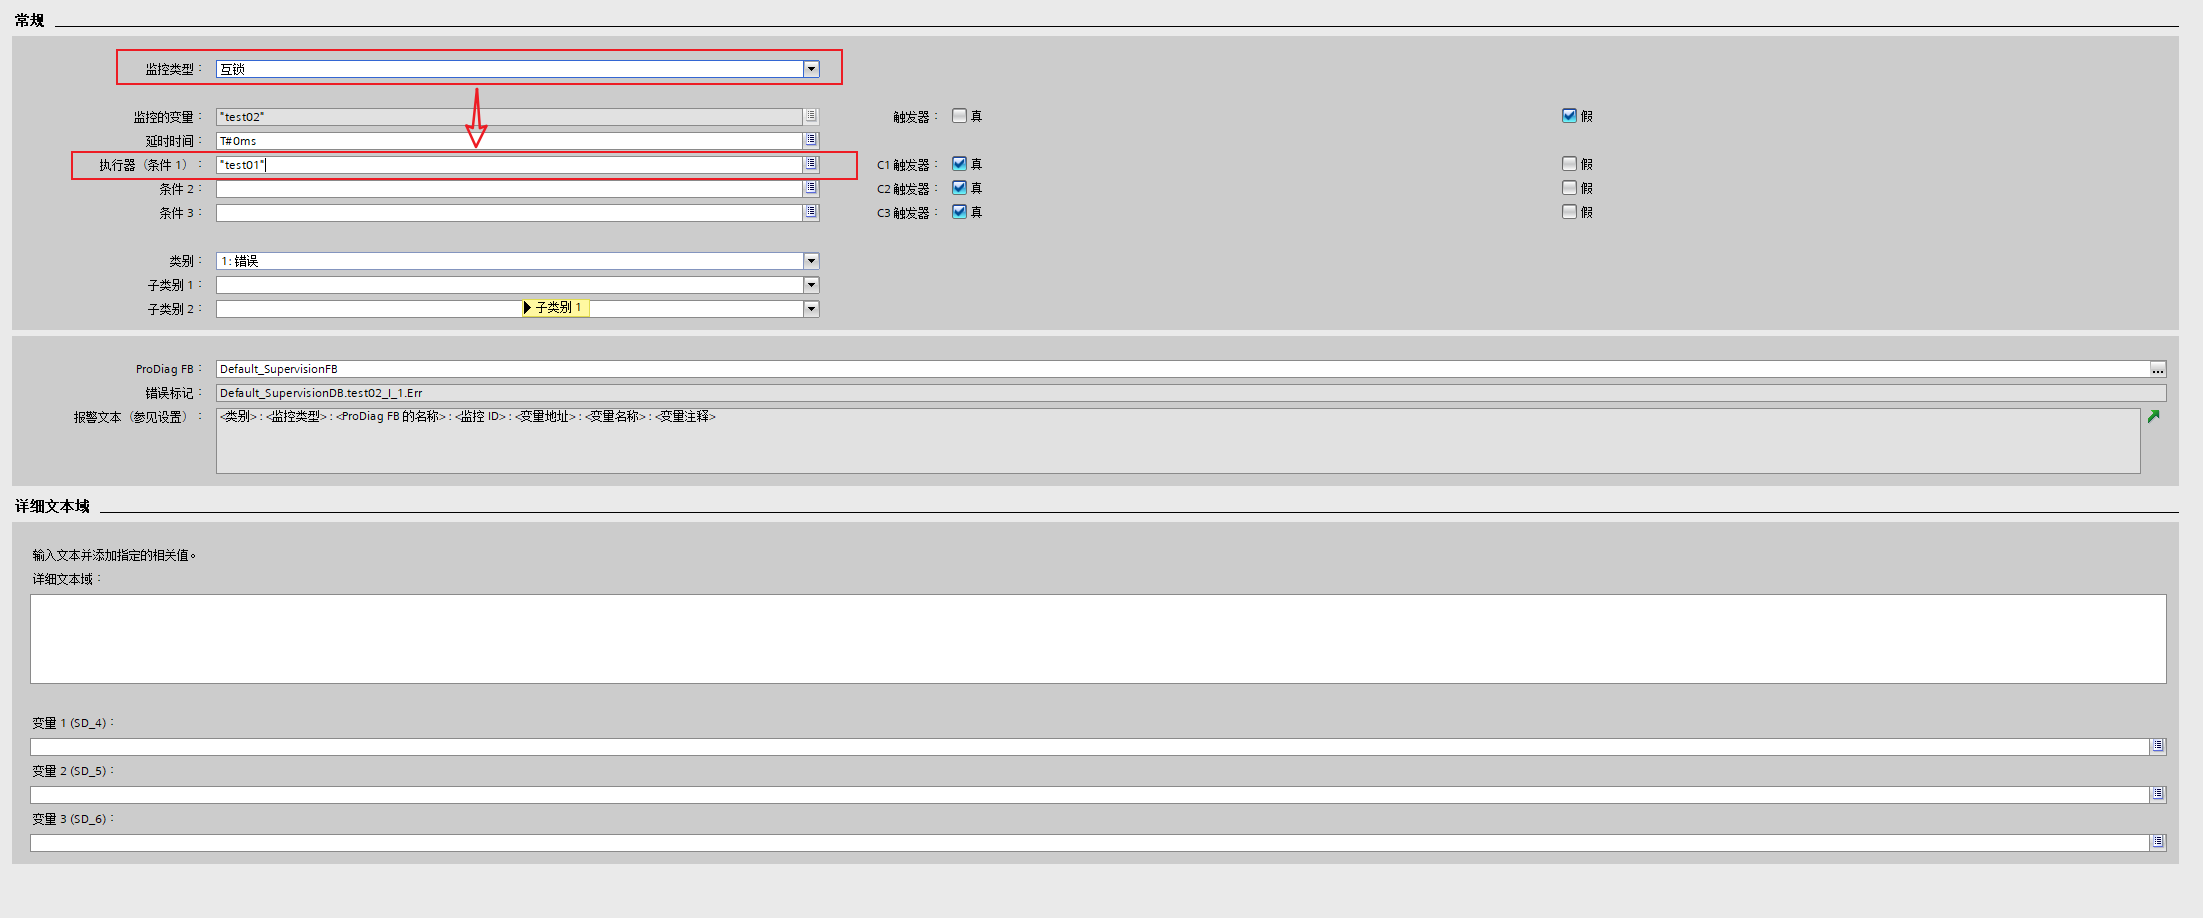 常规
监控类型： 互锁
监控的变量： "test02" 触发器： 真 假
延时时间： T#0ms
执行器（条件 1）： "test01" C1 触发器： 真 假
条件 2： C2 触发器： 真 假
条件 3： C3 触发器： 真 假
类别： 1: 错误
子类别 1：
子类别 2： 子类别 1
ProDiag FB： Default_SupervisionFB ...
错误标记： Default_SupervisionDB.test02_I_1.Err
报警文本（参见设置）： <类别> : <监控类型> : <ProDiag FB 的名称> : <监控 ID> : <变量地址> : <变量名称> : <变量注释>
详细文本域
输入文本并添加指定的相关值。
详细文本域：
变量 1 (SD_4)：
变量 2 (SD_5)：
变量 3 (SD_6)：